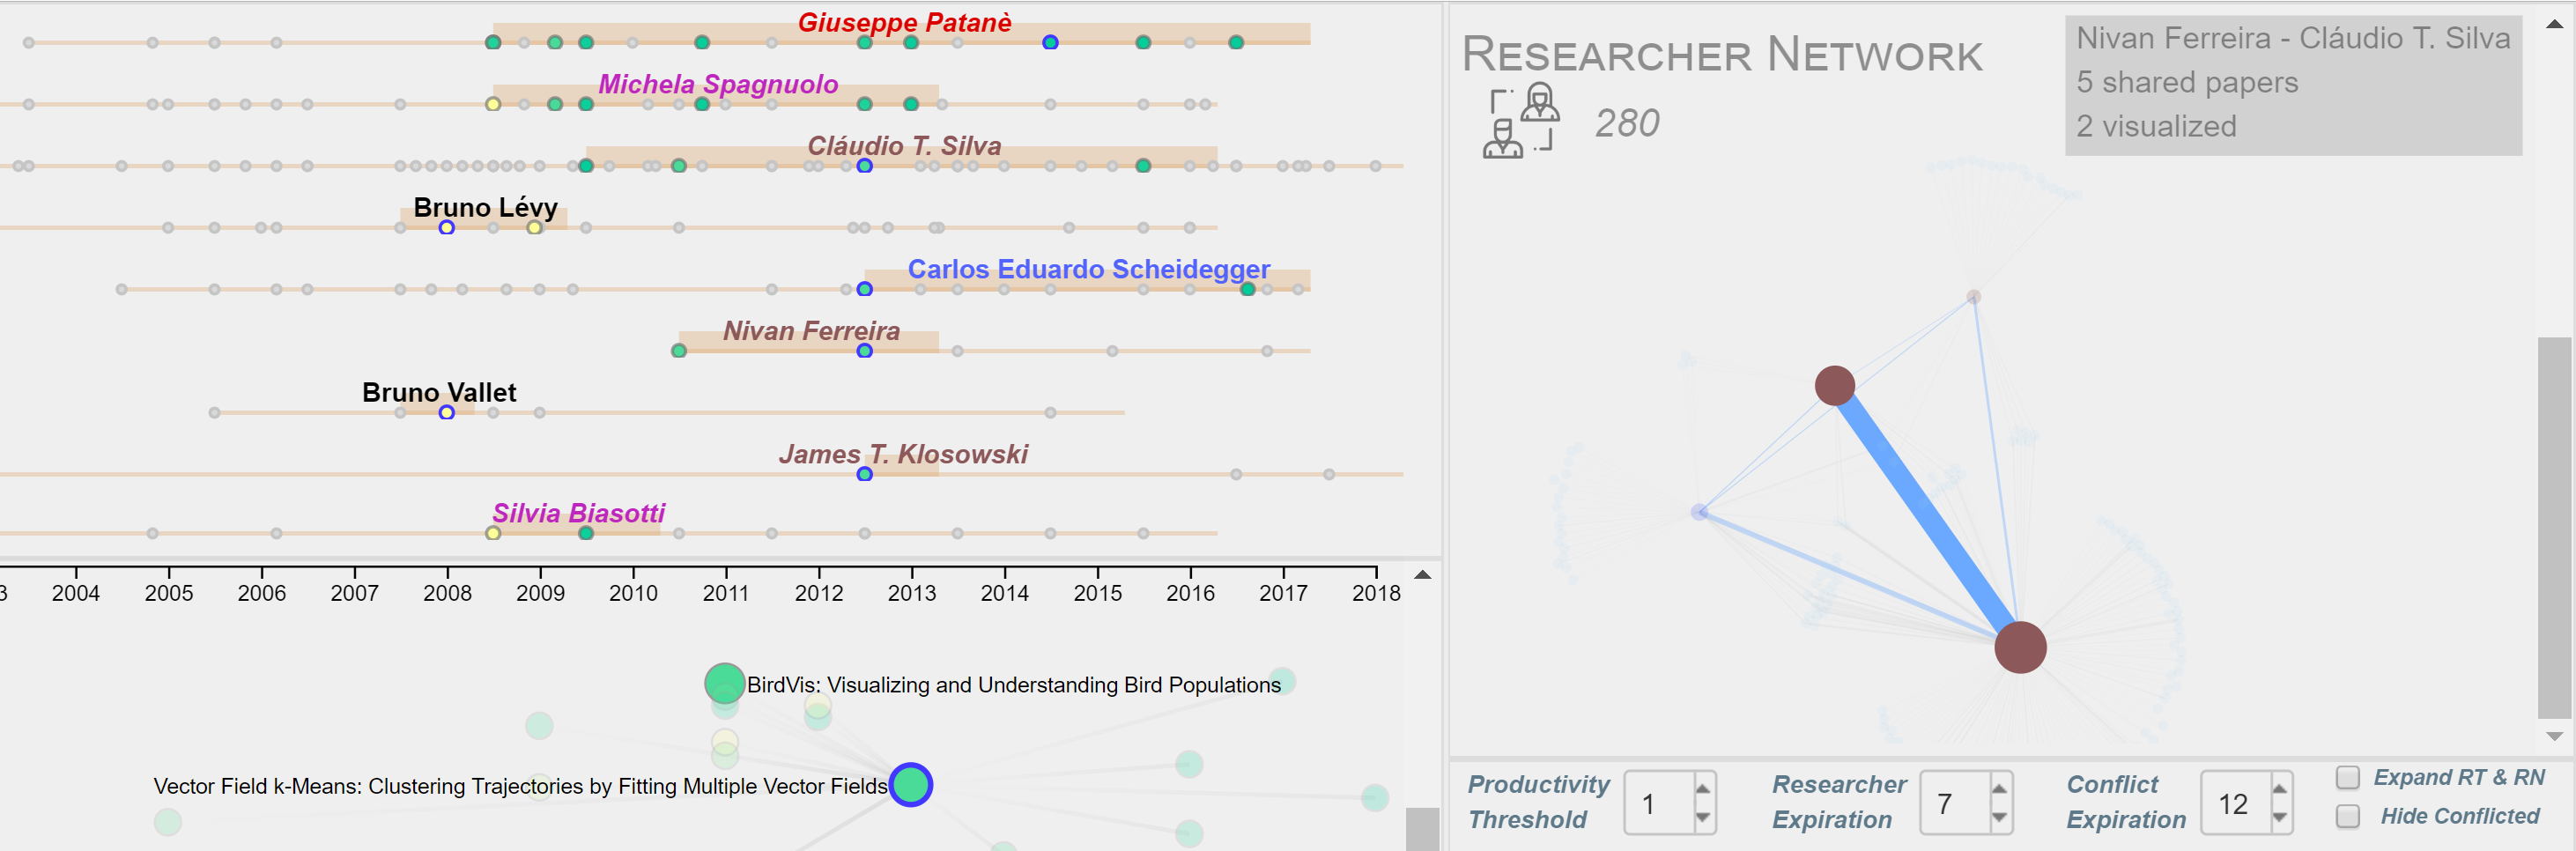 Giuseppe Patanè
Michela Spagnuolo
Cláudio T. Silva
Bruno Lévy
Carlos Eduardo Scheidegger
Nivan Ferreira
Bruno Vallet
James T. Klosowski
Silvia Biasotti
3 2004 2005 2006 2007 2008 2009 2010 2011 2012 2013 2014 2015 2016 2017 2018
BirdVis: Visualizing and Understanding Bird Populations
Vector Field k-Means: Clustering Trajectories by Fitting Multiple Vector Fields
RESEARCHER NETWORK
280
Nivan Ferreira - Cláudio T. Silva
5 shared papers
2 visualized
Productivity
Threshold
1
Researcher
Expiration
7
Conflict
Expiration
12
Expand RT & RN
Hide Conflicted